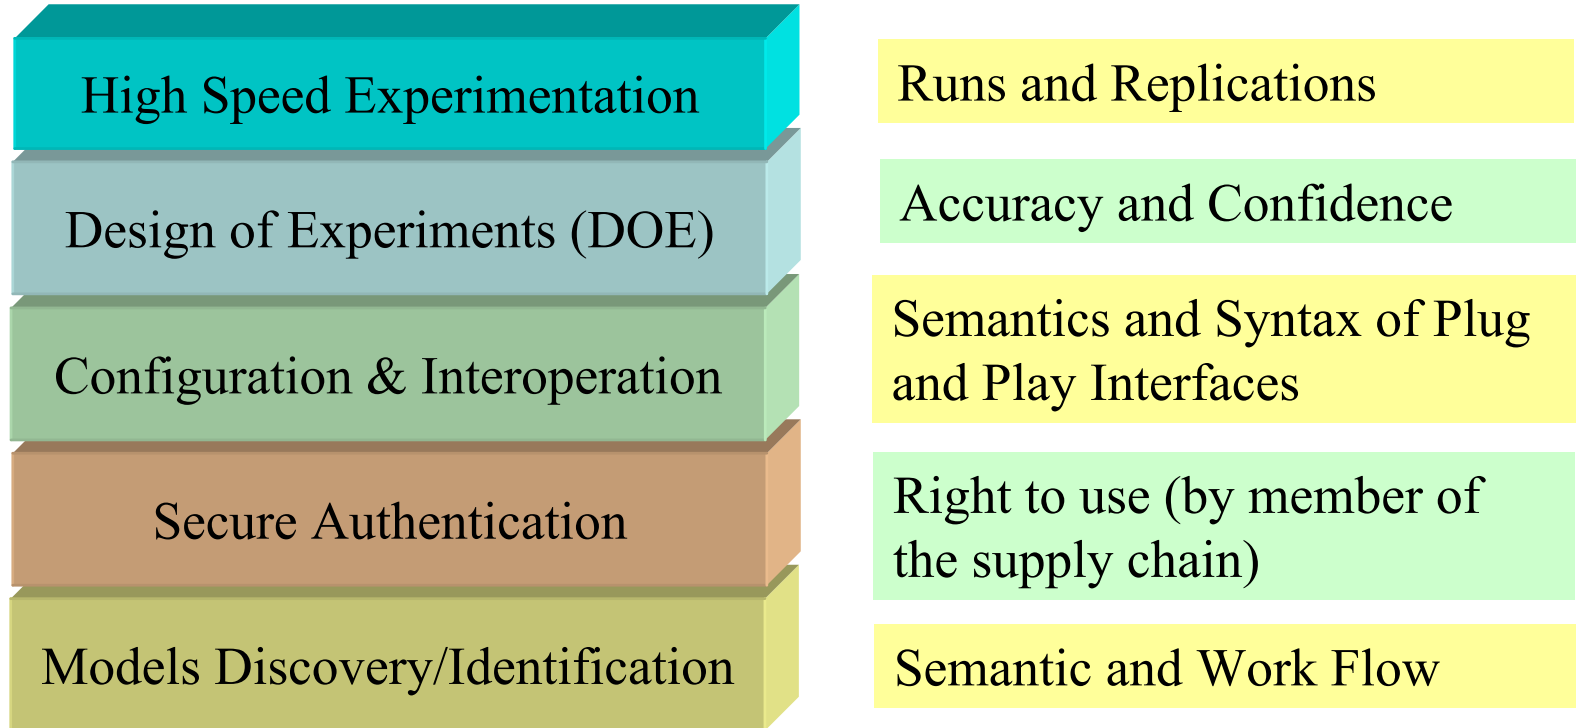 High Speed Experimentation
Runs and Replications
Design of Experiments (DOE)
Accuracy and Confidence
Configuration & Interoperation
Semantics and Syntax of Plug
and Play Interfaces
Secure Authentication
Right to use (by member of
the supply chain)
Models Discovery/Identification
Semantic and Work Flow